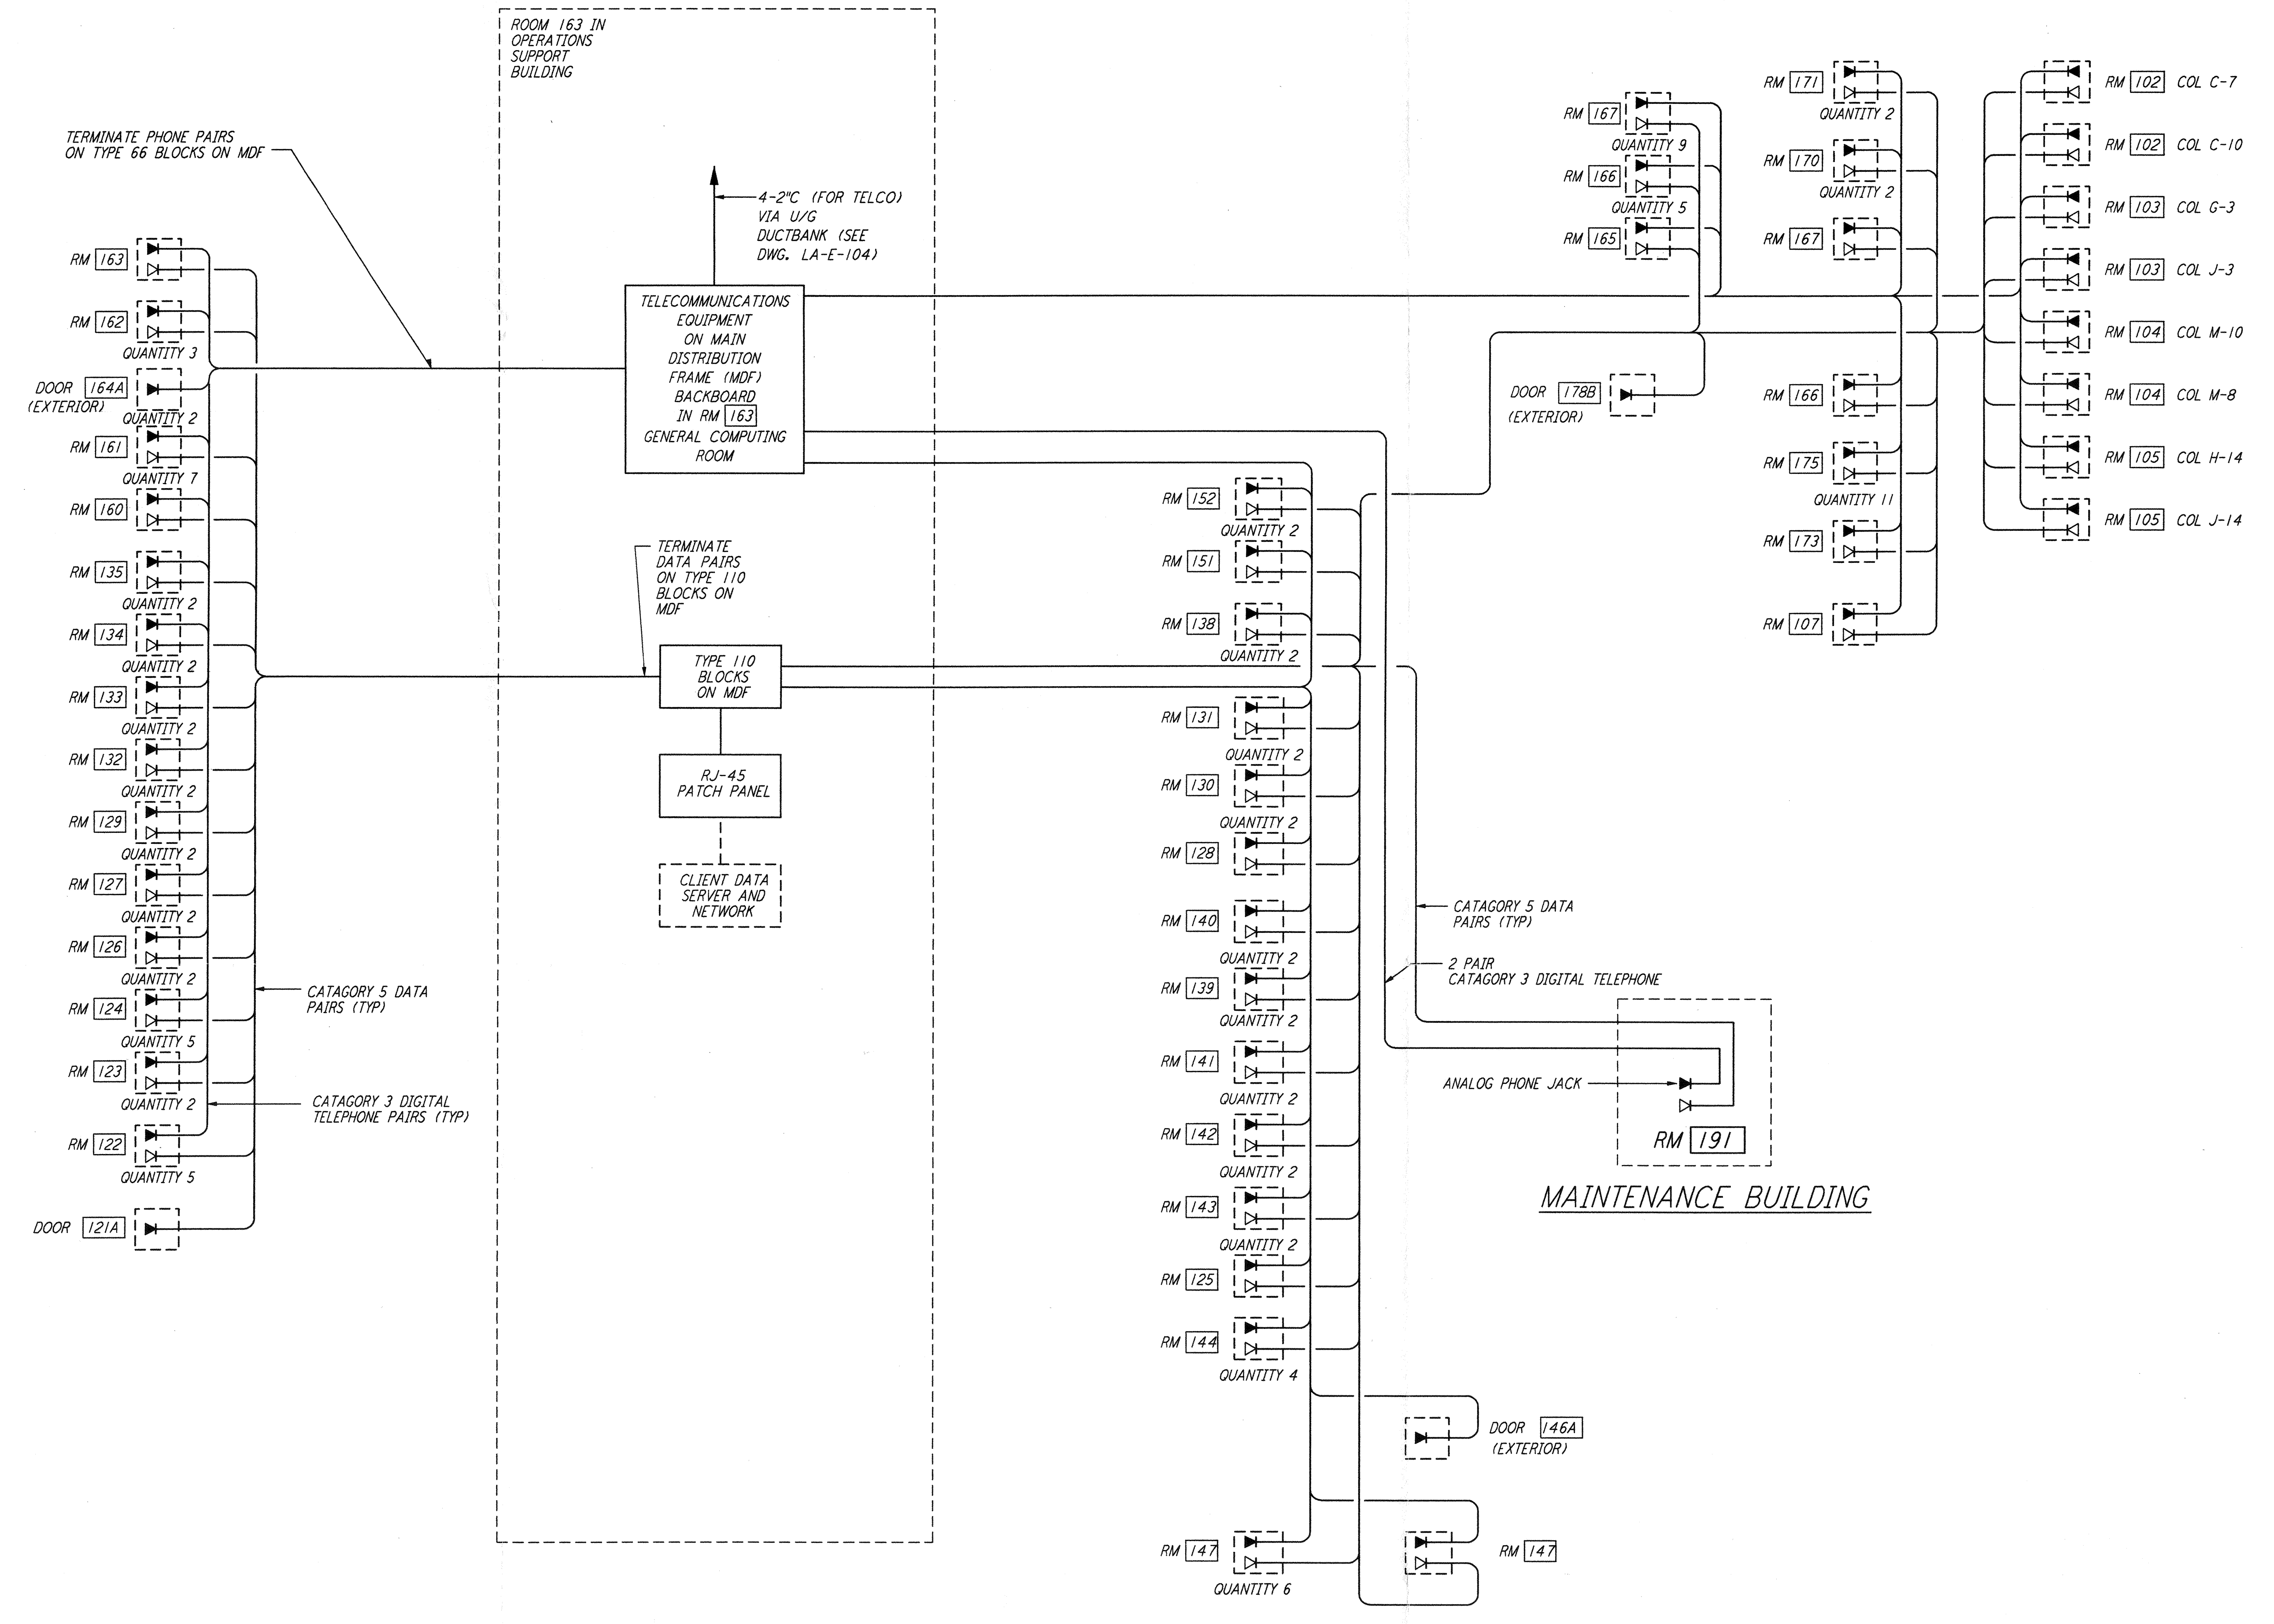 ROOM 163 IN
OPERATIONS
SUPPORT
BUILDING
TERMINATE PHONE PAIRS
ON TYPE 66 BLOCKS ON MDF
4-2"C (FOR TELCO)
VIA U/G
DUCTBANK (SEE
DWG. LA-E-104)
TELECOMMUNICATIONS
EQUIPMENT
ON MAIN
DISTRIBUTION
FRAME (MDF)
BACKBOARD
IN RM 163
GENERAL COMPUTING
ROOM
TERMINATE
DATA PAIRS
ON TYPE 110
BLOCKS ON
MDF
TYPE 110
BLOCKS
ON MDF
RJ-45
PATCH PANEL
CLIENT DATA
SERVER AND
NETWORK
RM 163
RM 162
QUANTITY 3
DOOR 164A
(EXTERIOR)
QUANTITY 2
RM 161
QUANTITY 7
RM 160
RM 135
QUANTITY 2
RM 134
QUANTITY 2
RM 133
QUANTITY 2
RM 132
QUANTITY 2
RM 129
QUANTITY 2
RM 127
QUANTITY 2
RM 126
QUANTITY 2
RM 124
QUANTITY 5
RM 123
QUANTITY 2
RM 122
QUANTITY 5
DOOR 121A
CATAGORY 5 DATA
PAIRS (TYP)
CATAGORY 3 DIGITAL
TELEPHONE PAIRS (TYP)
RM 152
QUANTITY 2
RM 151
RM 138
QUANTITY 2
RM 131
QUANTITY 2
RM 130
QUANTITY 2
RM 128
RM 140
QUANTITY 2
RM 139
QUANTITY 2
RM 141
QUANTITY 2
RM 142
QUANTITY 2
RM 143
QUANTITY 2
RM 125
RM 144
QUANTITY 4
DOOR 146A
(EXTERIOR)
RM 147
QUANTITY 6
RM 147
RM 167
QUANTITY 9
RM 166
QUANTITY 5
RM 165
DOOR 178B
(EXTERIOR)
RM 171
QUANTITY 2
RM 170
QUANTITY 2
RM 167
RM 166
RM 175
QUANTITY 11
RM 173
RM 107
RM 102 COL C-7
RM 102 COL C-10
RM 103 COL G-3
RM 103 COL J-3
RM 104 COL M-10
RM 104 COL M-8
RM 105 COL H-14
RM 105 COL J-14
CATAGORY 5 DATA
PAIRS (TYP)
2 PAIR
CATAGORY 3 DIGITAL TELEPHONE
ANALOG PHONE JACK
RM 191
MAINTENANCE BUILDING